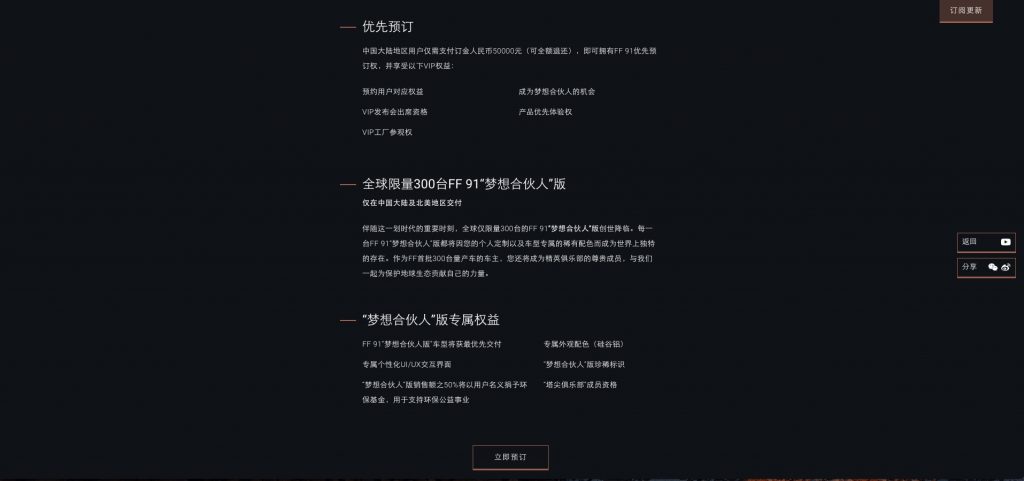 订阅更新
优先预订
中国大陆地区用户仅需支付订金人民币50000元（可全额退还），即可拥有FF 91优先预
订权，并享受以下VIP权益：
预约用户对应权益
成为梦想合伙人的机会
VIP发布会出席资格
产品优先体验权
VIP工厂参观权
全球限量300台FF 91“梦想合伙人”版
仅在中国大陆及北美地区交付
伴随这一划时代的重要时刻，全球仅限量300台的FF 91“梦想合伙人”版创世降临。每一
台FF 91“梦想合伙人”版都将因您的个人定制以及车型专属的稀有配色而成为世界上独特
的存在。作为FF首批300台量产车的车主，您还将成为精英俱乐部的尊贵成员，与我们
一起为保护地球生态贡献自己的力量。
返回
分享
“梦想合伙人”版专属权益
FF 91“梦想合伙人版”车型将获最优先交付
专属外观配色（硅谷铝）
专属个性化UI/UX交互界面
“梦想合伙人”版珍稀标识
“梦想合伙人”版销售额之50%将以用户名义捐予环
保基金，用于支持环保公益事业
“塔尖俱乐部”成员资格
立即预订